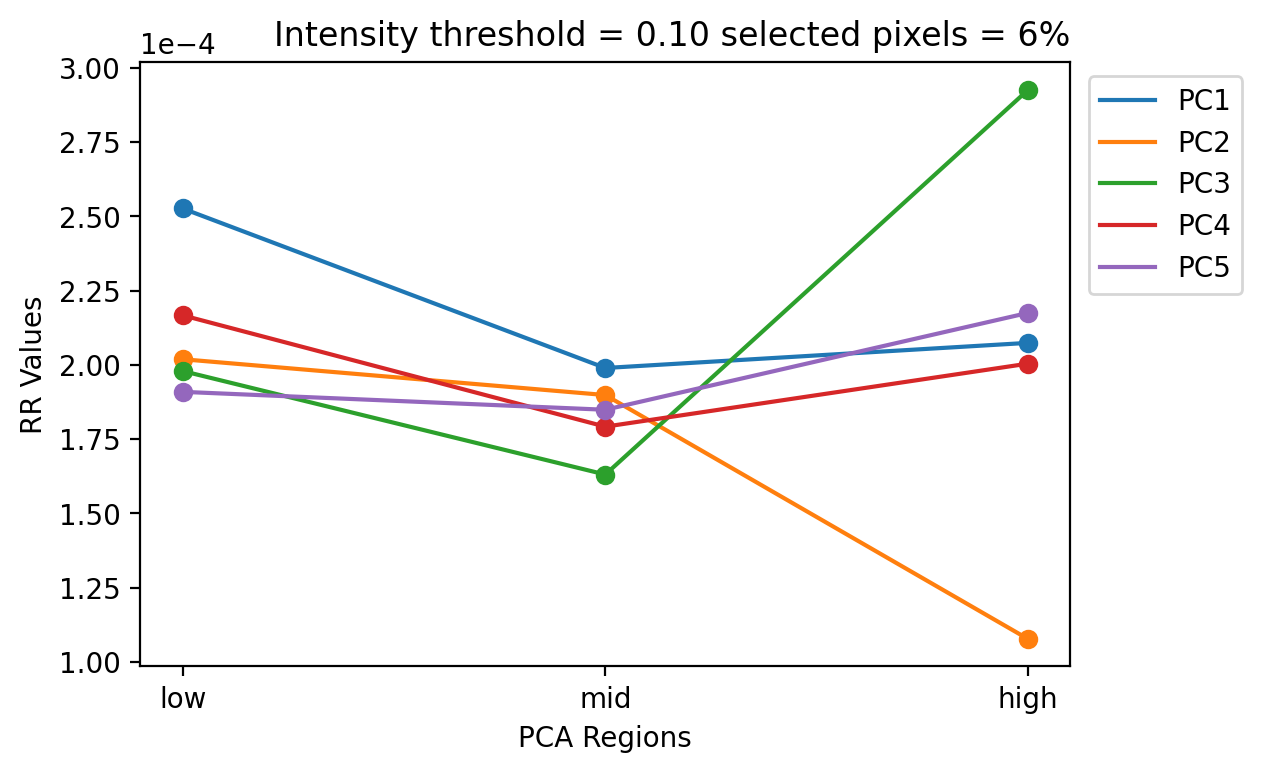 Intensity threshold = 0.10 selected pixels = 6%
1e−4
3.00
2.75
2.50
2.25
2.00
1.75
1.50
1.25
1.00
RR Values
low
mid
high
PCA Regions
PC1
PC2
PC3
PC4
PC5